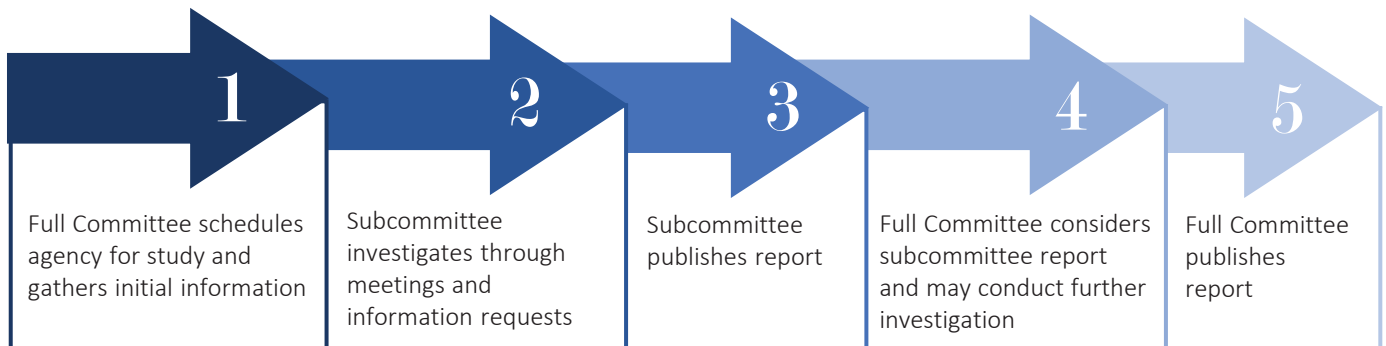 1
Full Committee schedules
agency for study and
gathers initial information
2
Subcommittee
investigates through
meetings and
information requests
3
Subcommittee
publishes report
4
Full Committee considers
subcommittee report
and may conduct further
investigation
5
Full Committee
publishes
report